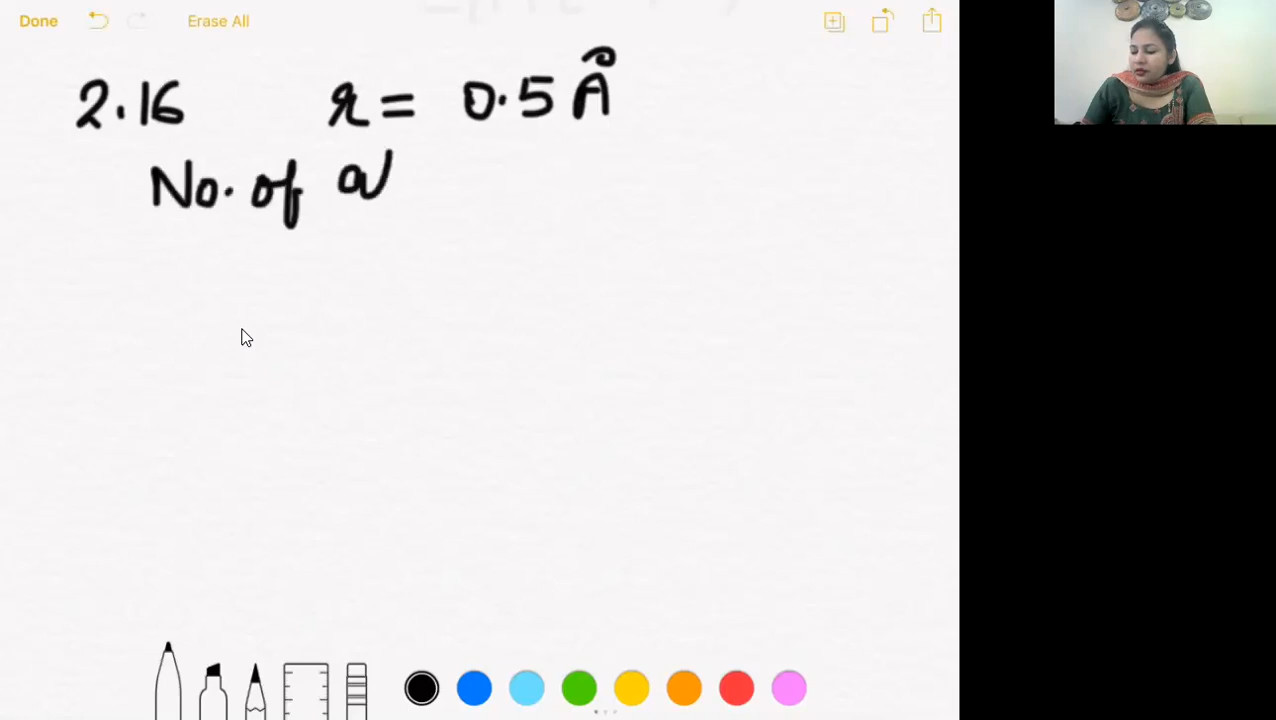 Done Erase All
2.16 r = 0.5 Å
No. of